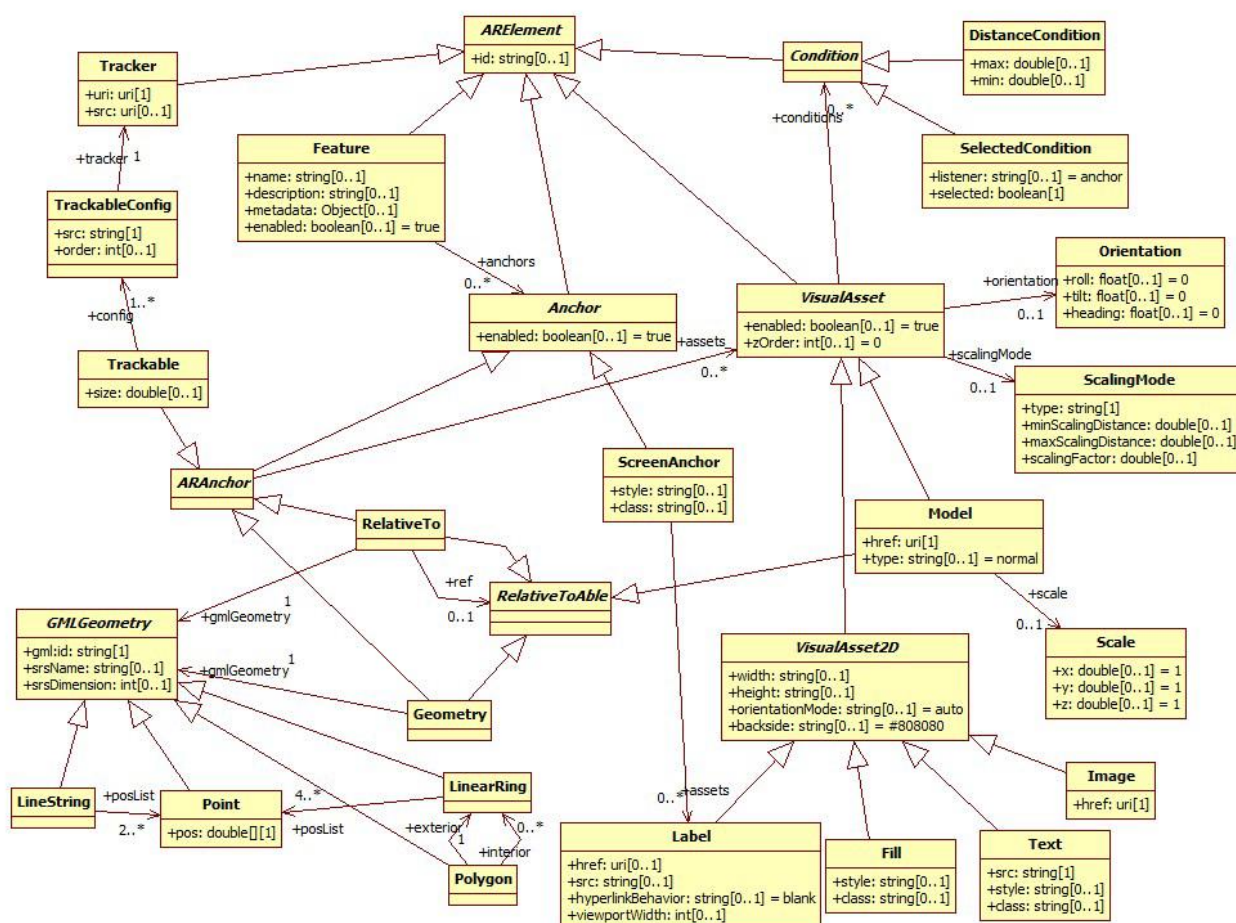 ARElement
+id: string[0..1]
Tracker
+uri: uri[1]
+src: uri[0..1]
Condition
DistanceCondition
+max: double[0..1]
+min: double[0..1]
+tracker 1
Feature
+name: string[0..1]
+description: string[0..1]
+metadata: Object[0..1]
+enabled: boolean[0..1] = true
0..*
+conditions
SelectedCondition
+listener: string[0..1] = anchor
+selected: boolean[1]
TrackableConfig
+src: string[1]
+order: int[0..1]
+anchors
0..*
Orientation
+roll: float[0..1] = 0
+tilt: float[0..1] = 0
+heading: float[0..1] = 0
+orientation
0..1
1..*
+config
Anchor
+enabled: boolean[0..1] = true
VisualAsset
+enabled: boolean[0..1] = true
+zOrder: int[0..1] = 0
+assets
0..*
+scalingMode
0..1
Trackable
+size: double[0..1]
ScalingMode
+type: string[1]
+minScalingDistance: double[0..1]
+maxScalingDistance: double[0..1]
+scalingFactor: double[0..1]
ARAnchor
ScreenAnchor
+style: string[0..1]
+class: string[0..1]
RelativeTo
Model
+href: uri[1]
+type: string[0..1] = normal
+ref
0..1
RelativeToAble
+scale
0..1
1
+gmlGeometry
GMLGeometry
+gml:id: string[1]
+srsName: string[0..1]
+srsDimension: int[0..1]
1
+gmlGeometry
Geometry
VisualAsset2D
+width: string[0..1]
+height: string[0..1]
+orientationMode: string[0..1] = auto
+backside: string[0..1] = #808080
Scale
+x: double[0..1] = 1
+y: double[0..1] = 1
+z: double[0..1] = 1
LineString
+posList
2..*
Point
+pos: double[][1]
4..*
+posList
LinearRing
+exterior
1
0..*
+interior
Polygon
0..*
+assets
Image
+href: uri[1]
Label
+href: uri[0..1]
+src: string[0..1]
+hyperlinkBehavior: string[0..1] = blank
+viewportWidth: int[0..1]
Fill
+style: string[0..1]
+class: string[0..1]
Text
+src: string[1]
+style: string[0..1]
+class: string[0..1]